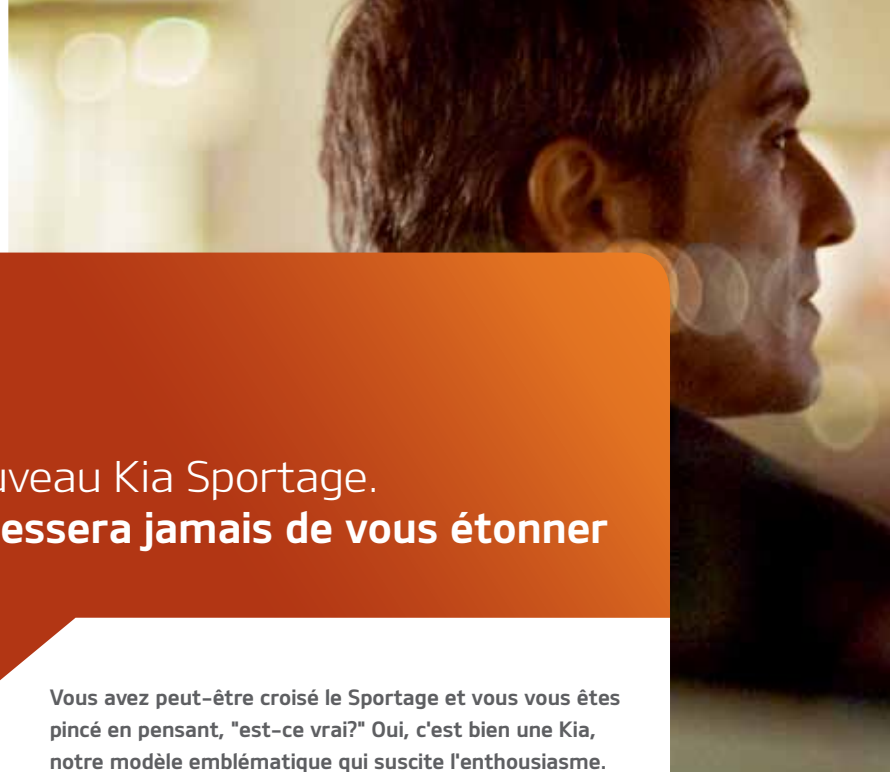 uveau Kia Sportage.
essera jamais de vous étonner
Vous avez peut-être croisé le Sportage et vous vous êtes
pincé en pensant, "est-ce vrai?" Oui, c'est bien une Kia,
notre modèle emblématique qui suscite l'enthousiasme.